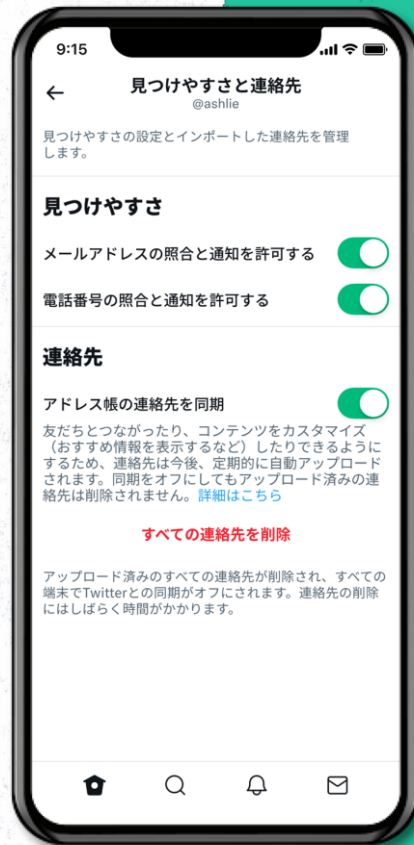 9:15
見つけやすさと連絡先
@ashlie
見つけやすさの設定とインポートした連絡先を管理
します。
見つけやすさ
メールアドレスの照合と通知を許可する
電話番号の照合と通知を許可する
連絡先
アドレス帳の連絡先を同期
友だちとつながったり、コンテンツをカスタマイズ
（おすすめ情報を表示するなど）したりできるように
するため、連絡先は今後、定期的に自動アップロード
されます。同期をオフにしてもアップロード済みの連
絡先は削除されません。詳細はこちら
すべての連絡先を削除
アップロード済みのすべての連絡先が削除され、すべての
端末でTwitterとの同期がオフにされます。連絡先の削除
にはしばらく時間がかかります。